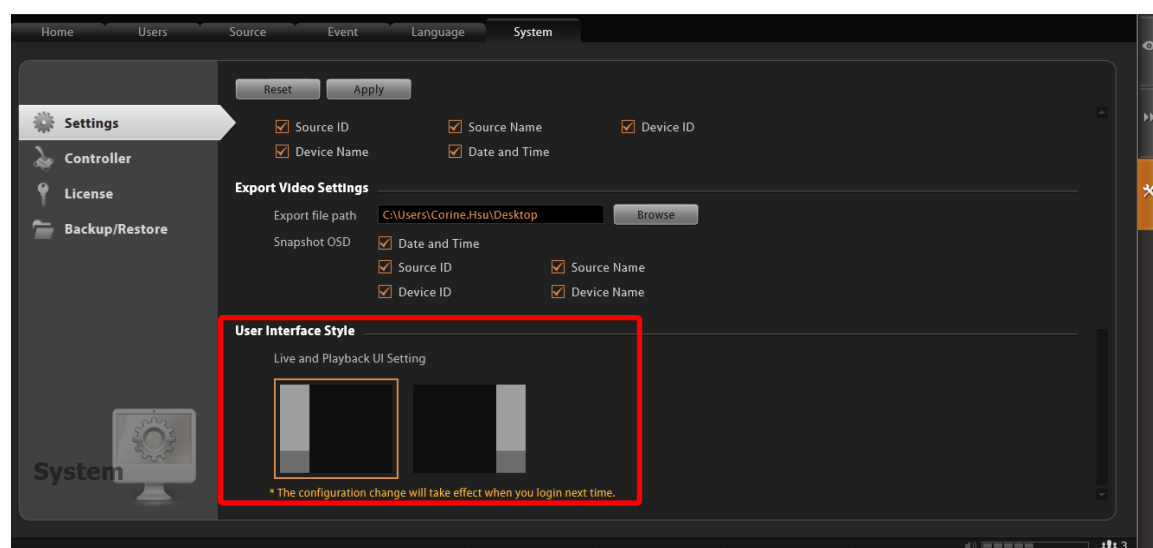 Home Users Source Event Language System
Reset Apply
Settings
Source ID Source Name Device ID
Controller
Device Name Date and Time
License
Export Video Settings
Backup/Restore
Export file path C:\Users\Corine.Hsu\Desktop Browse
Snapshot OSD Date and Time
Source ID Source Name
Device ID Device Name
User Interface Style
Live and Playback UI Setting
System
* The configuration change will take effect when you login next time.
3